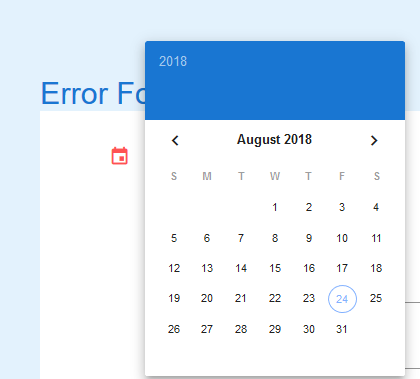 2018
Error Fo
August 2018
S M T W T F S
1 2 3 4
5 6 7 8 9 10 11
12 13 14 15 16 17 18
19 20 21 22 23 24 25
26 27 28 29 30 31